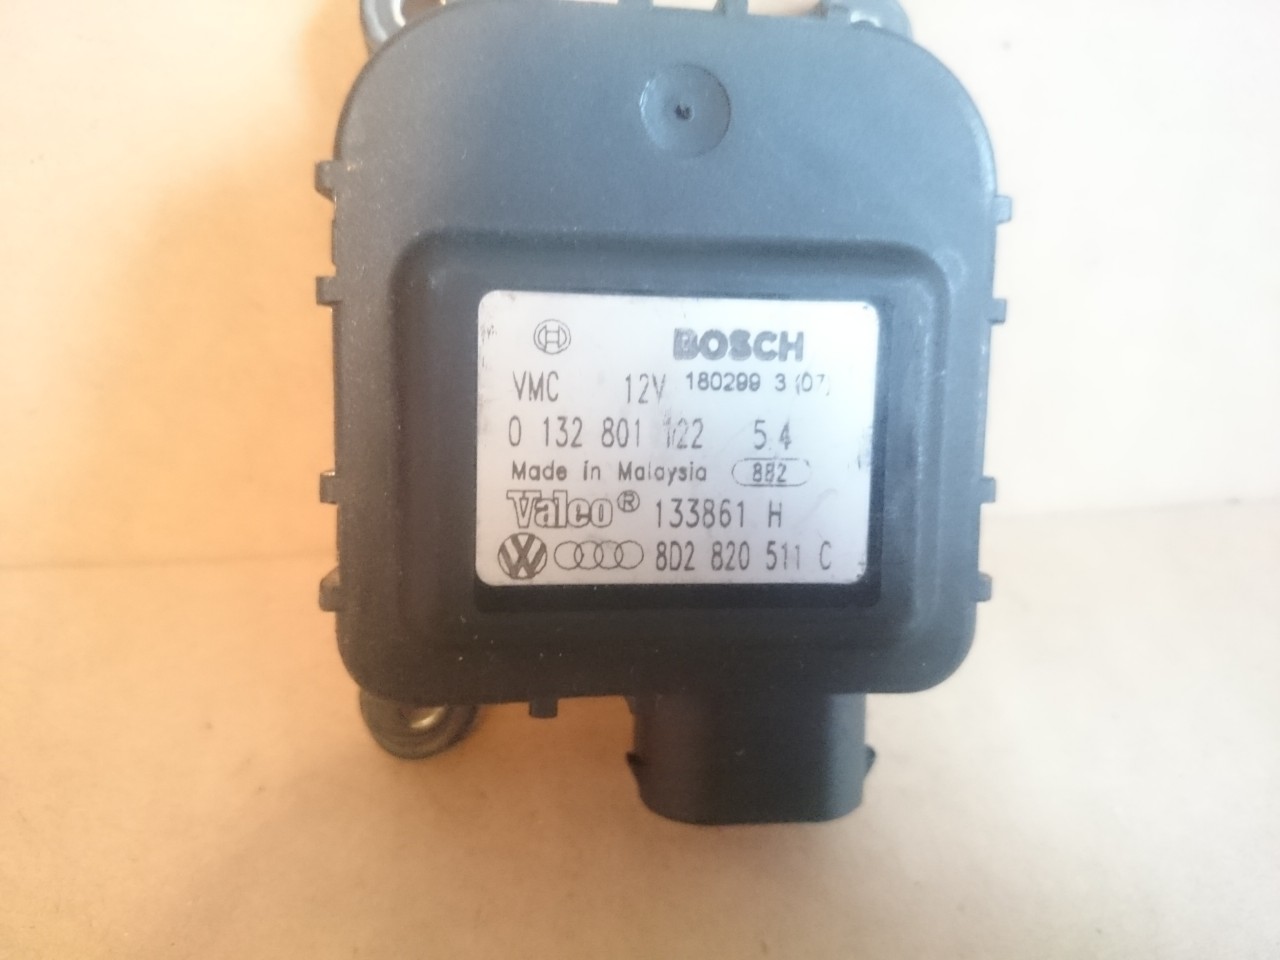 BOSCH
VMC 12V 180299 3 (07)
0 132 801 122 5.4
Made in Malaysia 882
Valeo® 133861 H
8D2 820 511 C